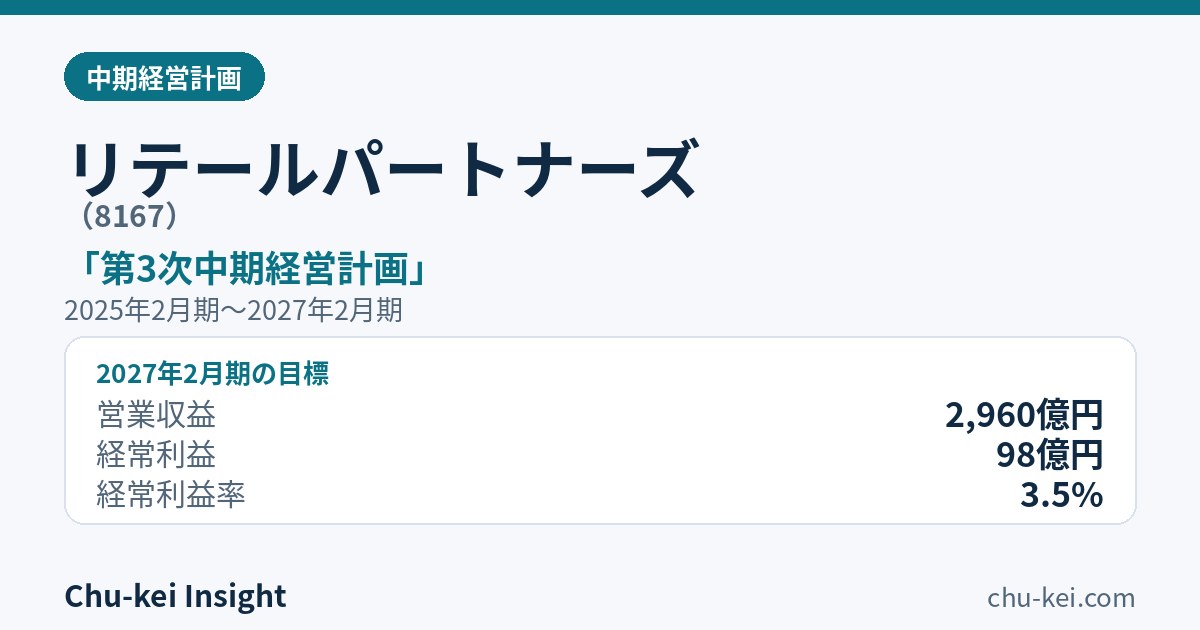 中期経営計画
リテールパートナーズ
（8167）
「第3次中期経営計画」
2025年2月期～2027年2月期
2027年2月期の目標
営業収益 2,960億円
経常利益 98億円
経常利益率 3.5%
Chu-kei Insight chu-kei.com